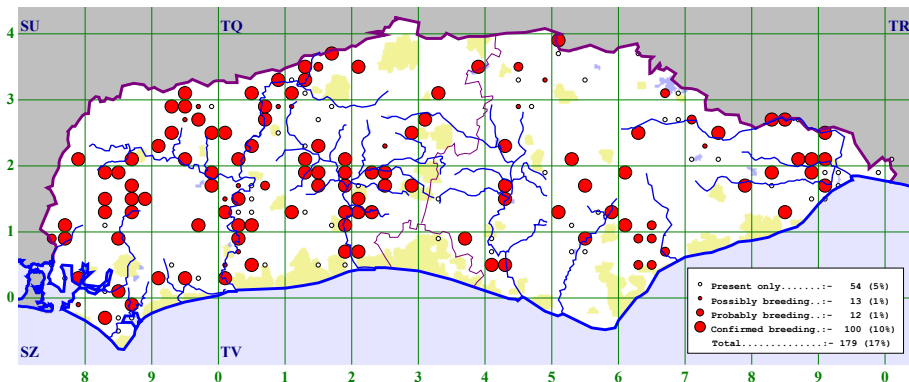 SU TQ TR
4
3
2
1
0
Present only.......:- 54 (5%)
Possibly breeding..:- 13 (1%)
Probably breeding..:- 12 (1%)
Confirmed breeding.:- 100 (10%)
Total..............:- 179 (17%)
SZ TV
8 9 0 1 2 3 4 5 6 7 8 9 0